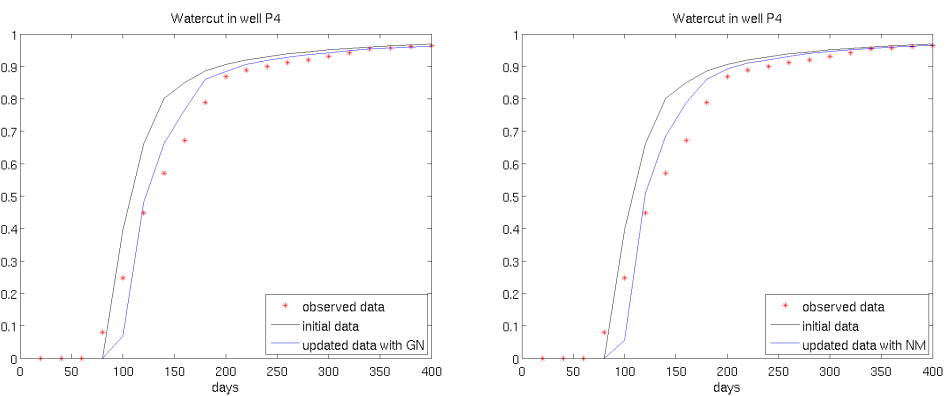 Watercut in well P4
1
0.9
0.8
0.7
0.6
0.5
0.4
0.3
0.2
0.1
0
0 50 100 150 200 250 300 350 400
days
observed data
initial data
updated data with GN
Watercut in well P4
1
0.9
0.8
0.7
0.6
0.5
0.4
0.3
0.2
0.1
0
0 50 100 150 200 250 300 350 400
days
observed data
initial data
updated data with NM